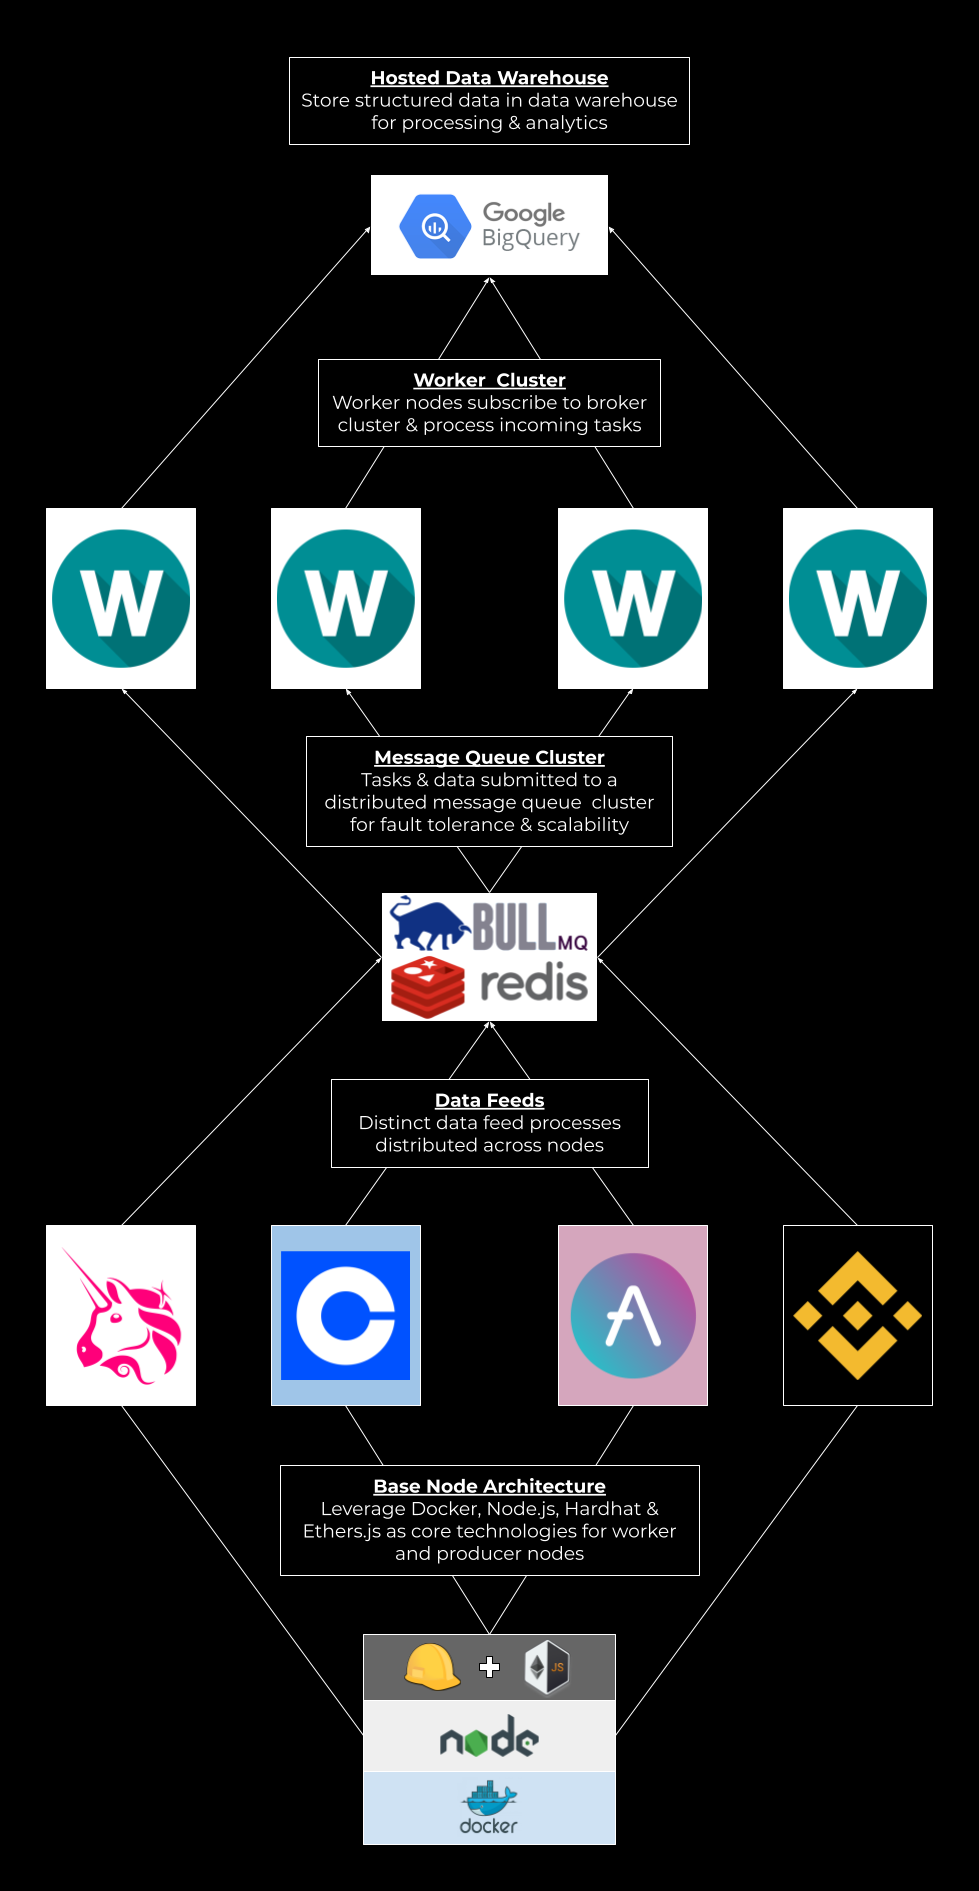 Hosted Data Warehouse
Store structured data in data warehouse
for processing & analytics
Google
BigQuery
Worker  Cluster
Worker nodes subscribe to broker
cluster & process incoming tasks
W
W
W
W
Message Queue Cluster
Tasks & data submitted to a
distributed message queue  cluster
for fault tolerance & scalability
BULLMQ
redis
Data Feeds
Distinct data feed processes
distributed across nodes
Base Node Architecture
Leverage Docker, Node.js, Hardhat &
Ethers.js as core technologies for worker
and producer nodes
JS
node
docker